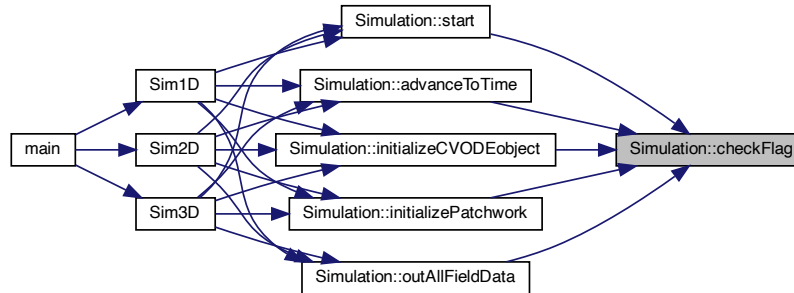 Simulation::start
Sim1D
Simulation::advanceToTime
main
Sim2D
Simulation::initializeCVODEobject
Simulation::checkFlag
Sim3D
Simulation::initializePatchwork
Simulation::outAllFieldData